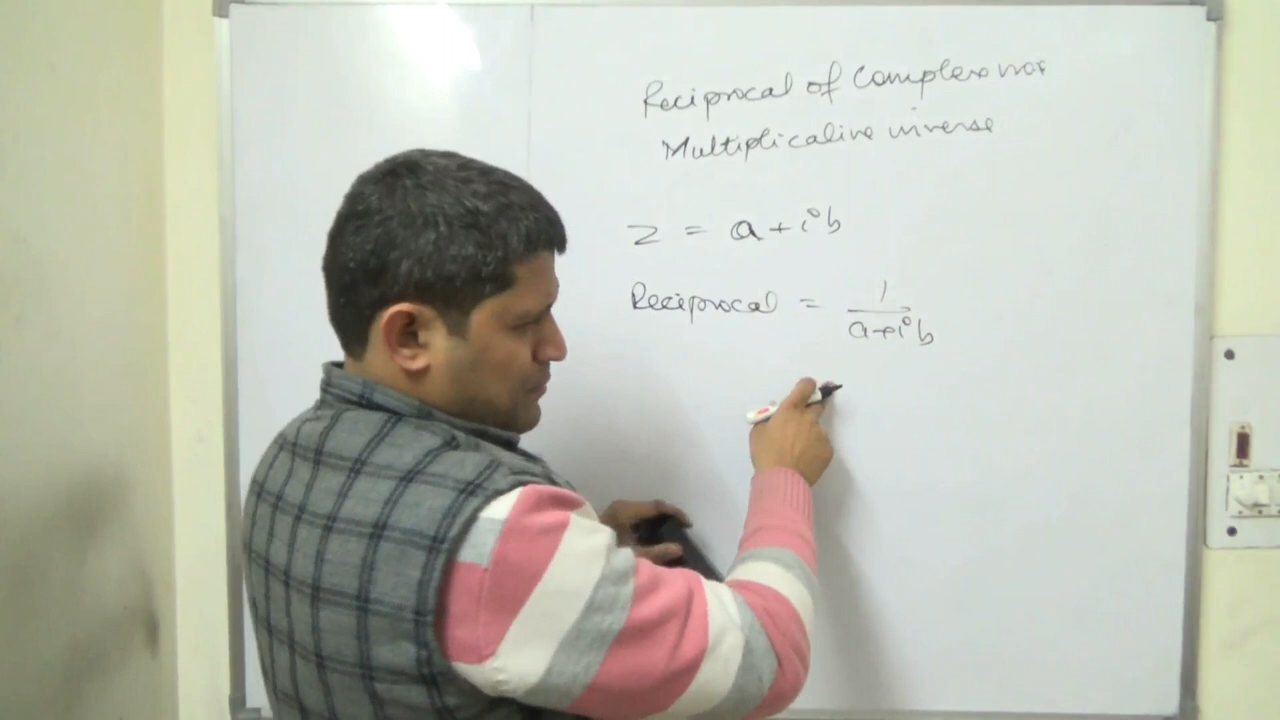 Reciprocal of Complex nos
Multiplicative inverse
z = a + ib
Reciprocal = 1/(a+ib)